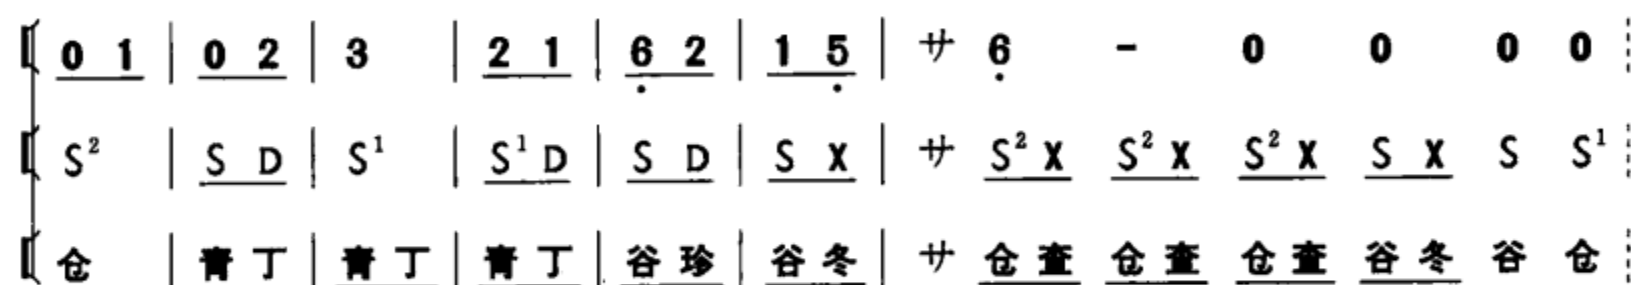 0 1 | 0 2 | 3 | 2 1 | 6 2 | 1 5 | サ 6 - 0 0 0 0
S² | S D | S¹ | S¹ D | S D | S X | サ S² X S² X S² X S X S S¹
仓 | 青 丁 | 青 丁 | 青 丁 | 谷 珍 | 谷 冬 | サ 仓 查 仓 查 仓 查 谷 冬 谷 仓